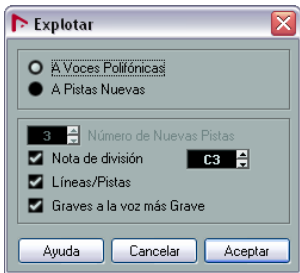 Explotar
A Voces Polifónicas
A Pistas Nuevas
3 Número de Nuevas Pistas
Nota de división C3
Líneas/Pistas
Graves a la voz más Grave
Ayuda Cancelar Aceptar